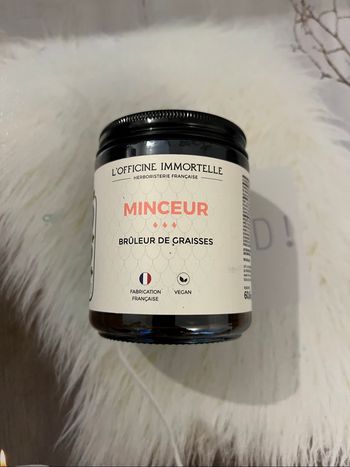 L'OFFICINE IMMORTELLE
HERBORISTERIE FRANÇAISE
MINCEUR
BRÛLEUR DE GRAISSES
FABRICATION
FRANÇAISE
VEGAN
D!